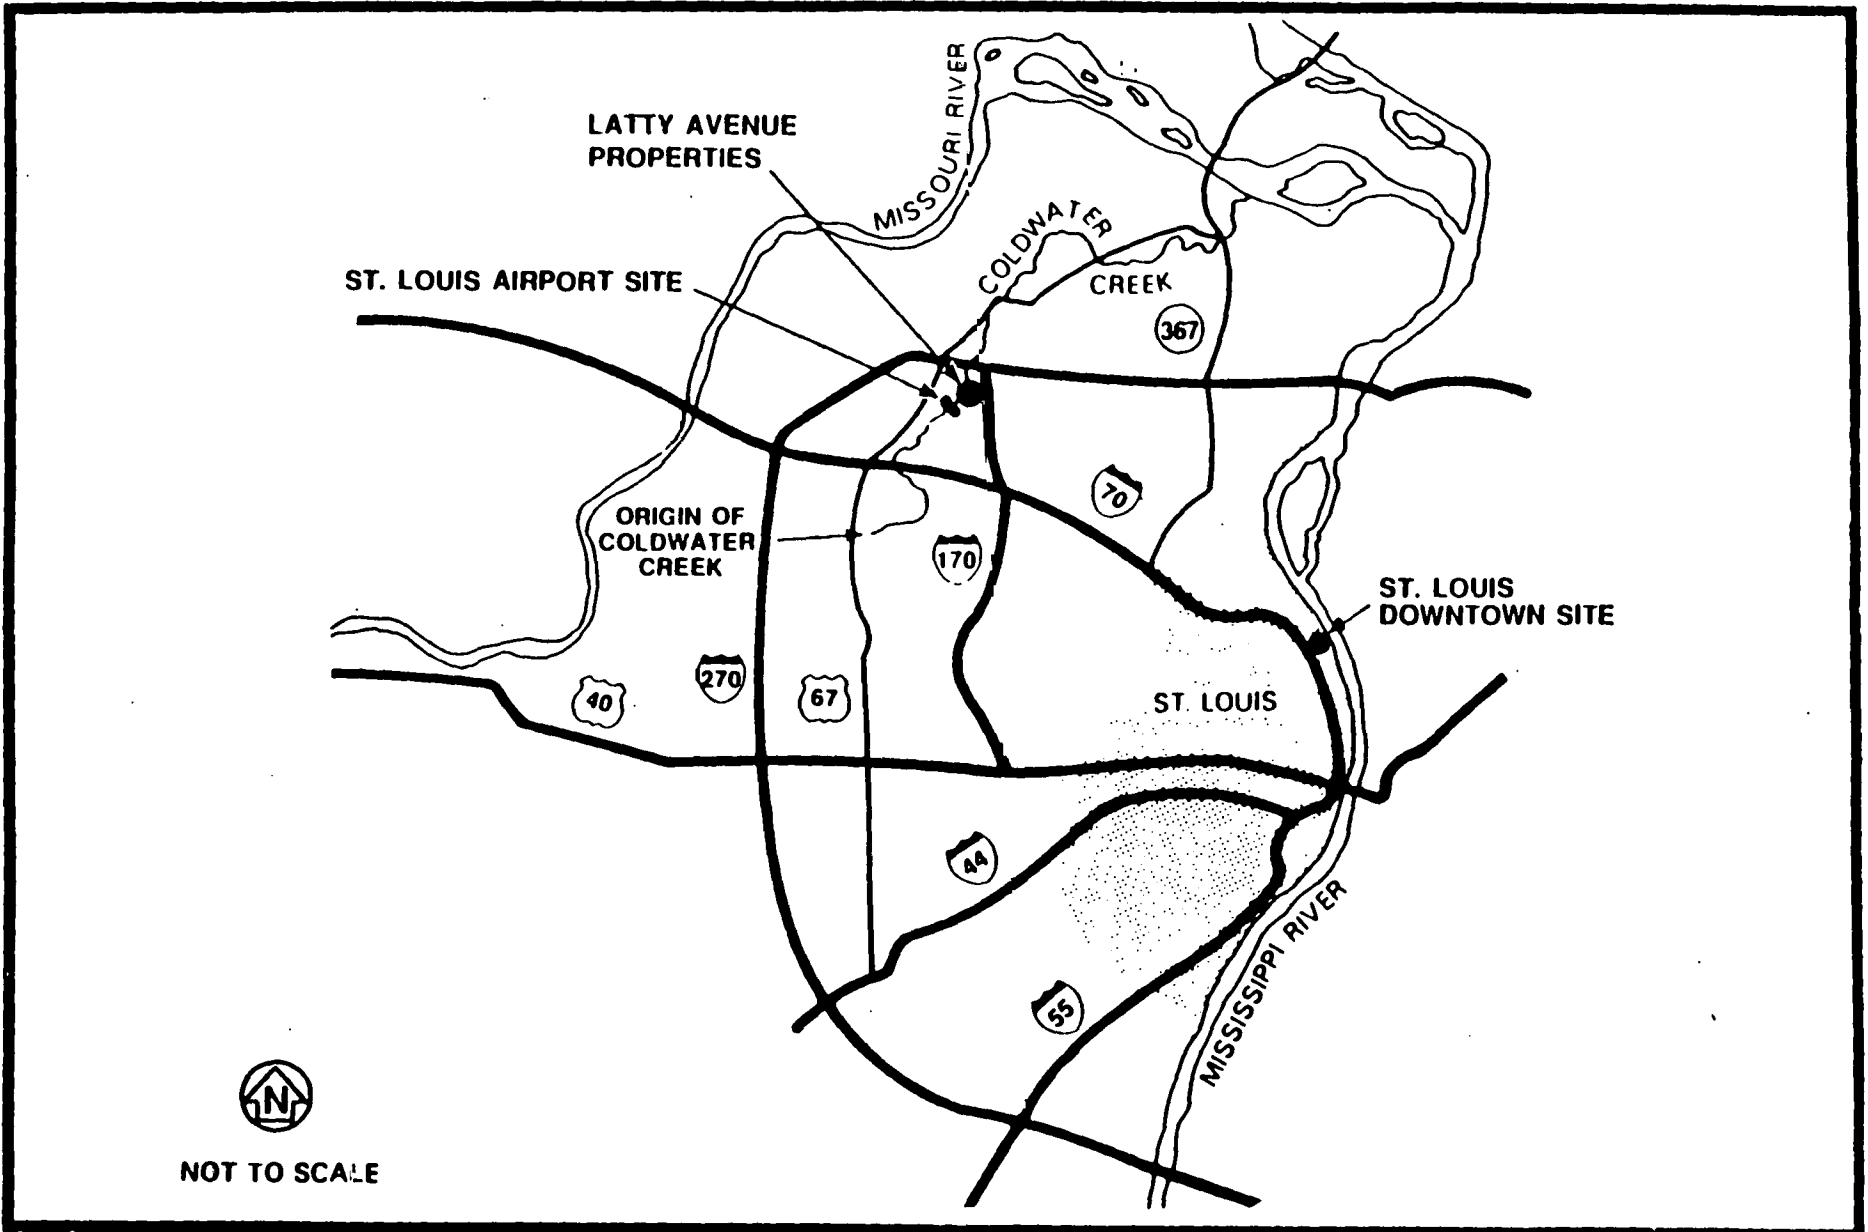 MISSOURI RIVER
LATTY AVENUE
PROPERTIES
COLDWATER
CREEK
ST. LOUIS AIRPORT SITE
367
70
ORIGIN OF
COLDWATER
CREEK
170
ST. LOUIS
DOWNTOWN SITE
270
40
67
ST. LOUIS
44
MISSISSIPPI RIVER
55
N
NOT TO SCALE